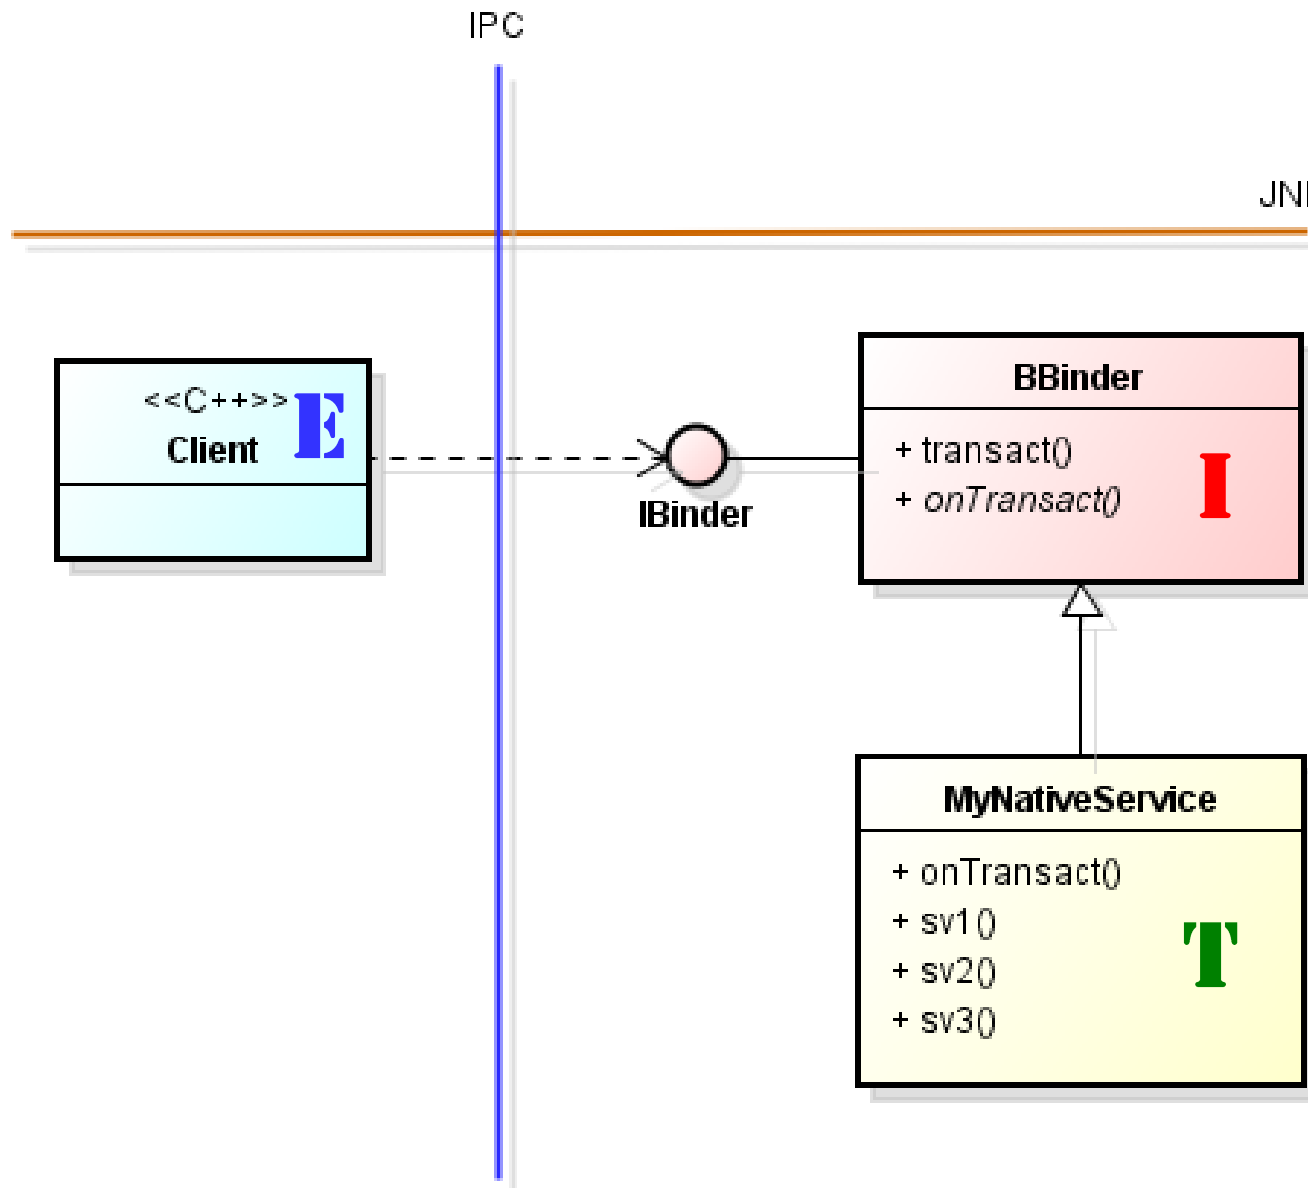 IPC
JNI
<<C++>>
Client
E
IBinder
BBinder
+ transact()
+ onTransact()
I
MyNativeService
+ onTransact()
+ sv1()
+ sv2()
+ sv3()
T